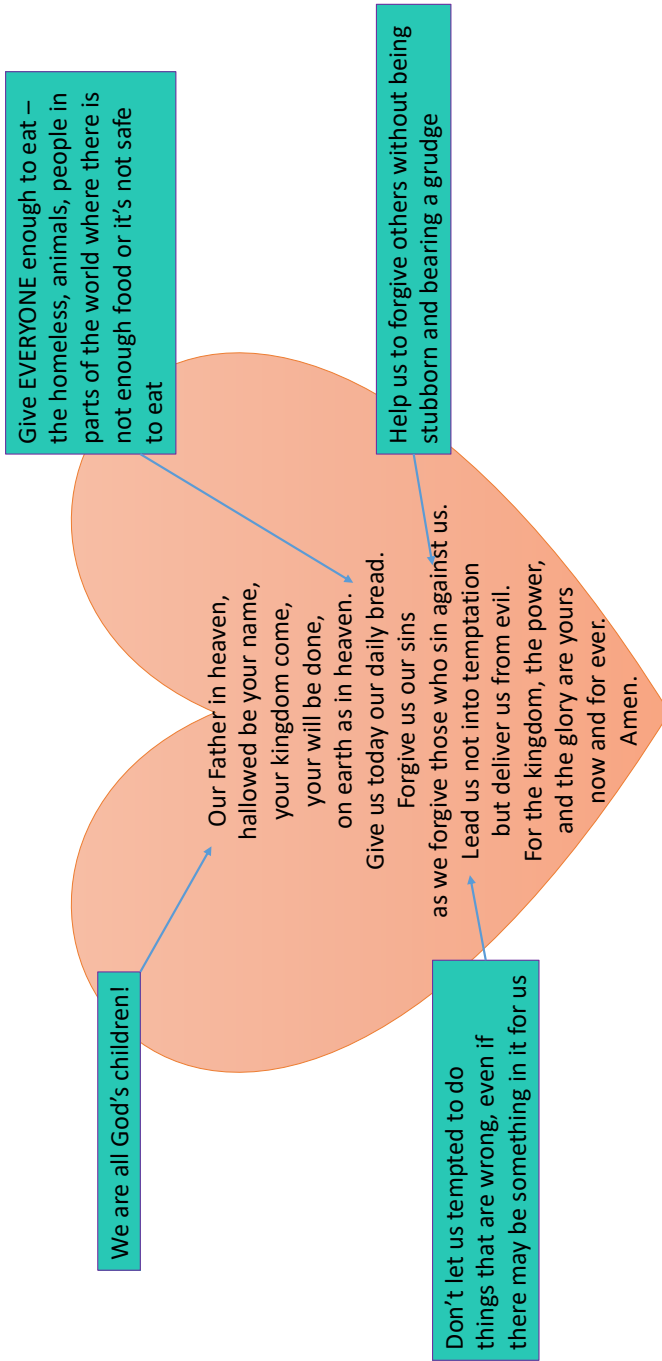 We are all God's children!
Give EVERYONE enough to eat –
the homeless, animals, people in
parts of the world where there is
not enough food or it's not safe
to eat
Our Father in heaven,
hallowed be your name,
your kingdom come,
your will be done,
on earth as in heaven.
Give us today our daily bread.
Forgive us our sins
as we forgive those who sin against us.
Lead us not into temptation
but deliver us from evil.
For the kingdom, the power,
and the glory are yours
now and for ever.
Amen.
Don't let us tempted to do
things that are wrong, even if
there may be something in it for us
Help us to forgive others without being
stubborn and bearing a grudge